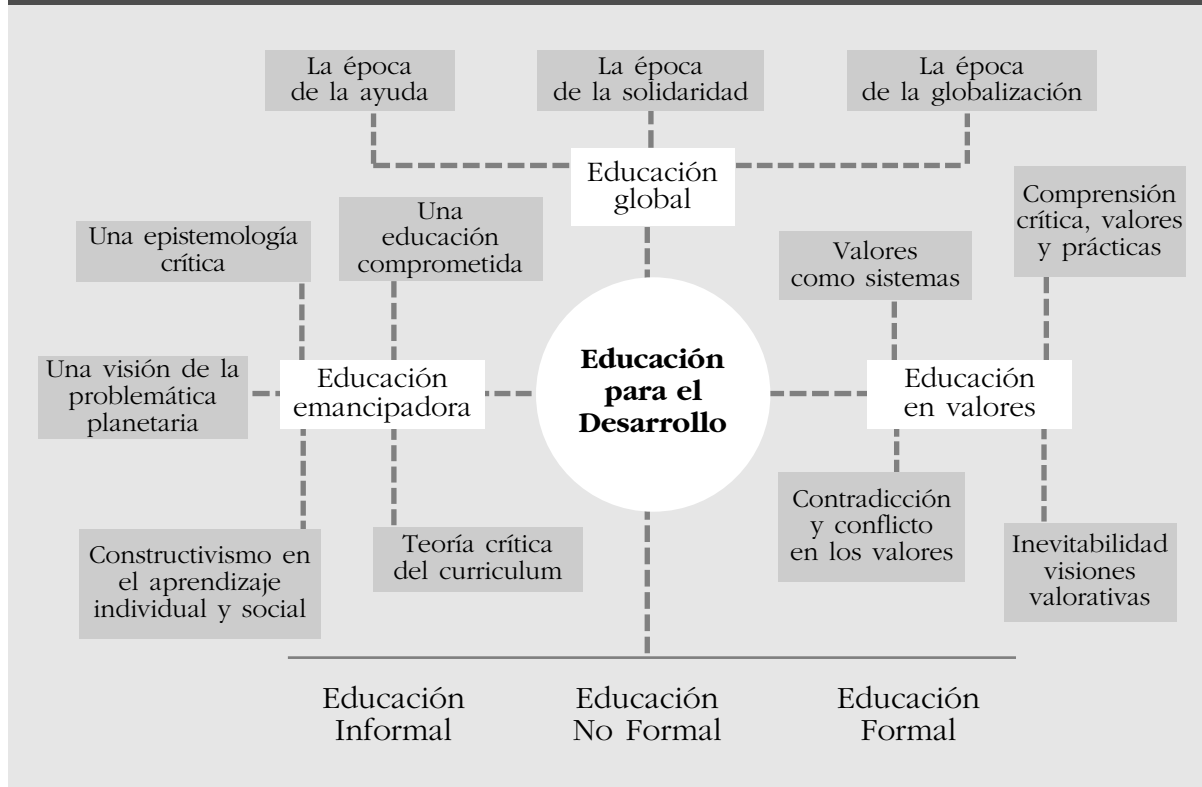 La época
de la ayuda
La época
de la solidaridad
La época
de la globalización
Educación
global
Comprensión
crítica, valores
y prácticas
Una
educación
comprometida
Una epistemología
crítica
Valores
como sistemas
Educación
para el
Desarrollo
Una visión de la
problemática
planetaria
Educación
emancipadora
Educación
en valores
Contradicción
y conflicto
en los valores
Constructivismo en
el aprendizaje
individual y social
Teoría crítica
del curriculum
Inevitabilidad
visiones
valorativas
Educación
Informal
Educación
No Formal
Educación
Formal